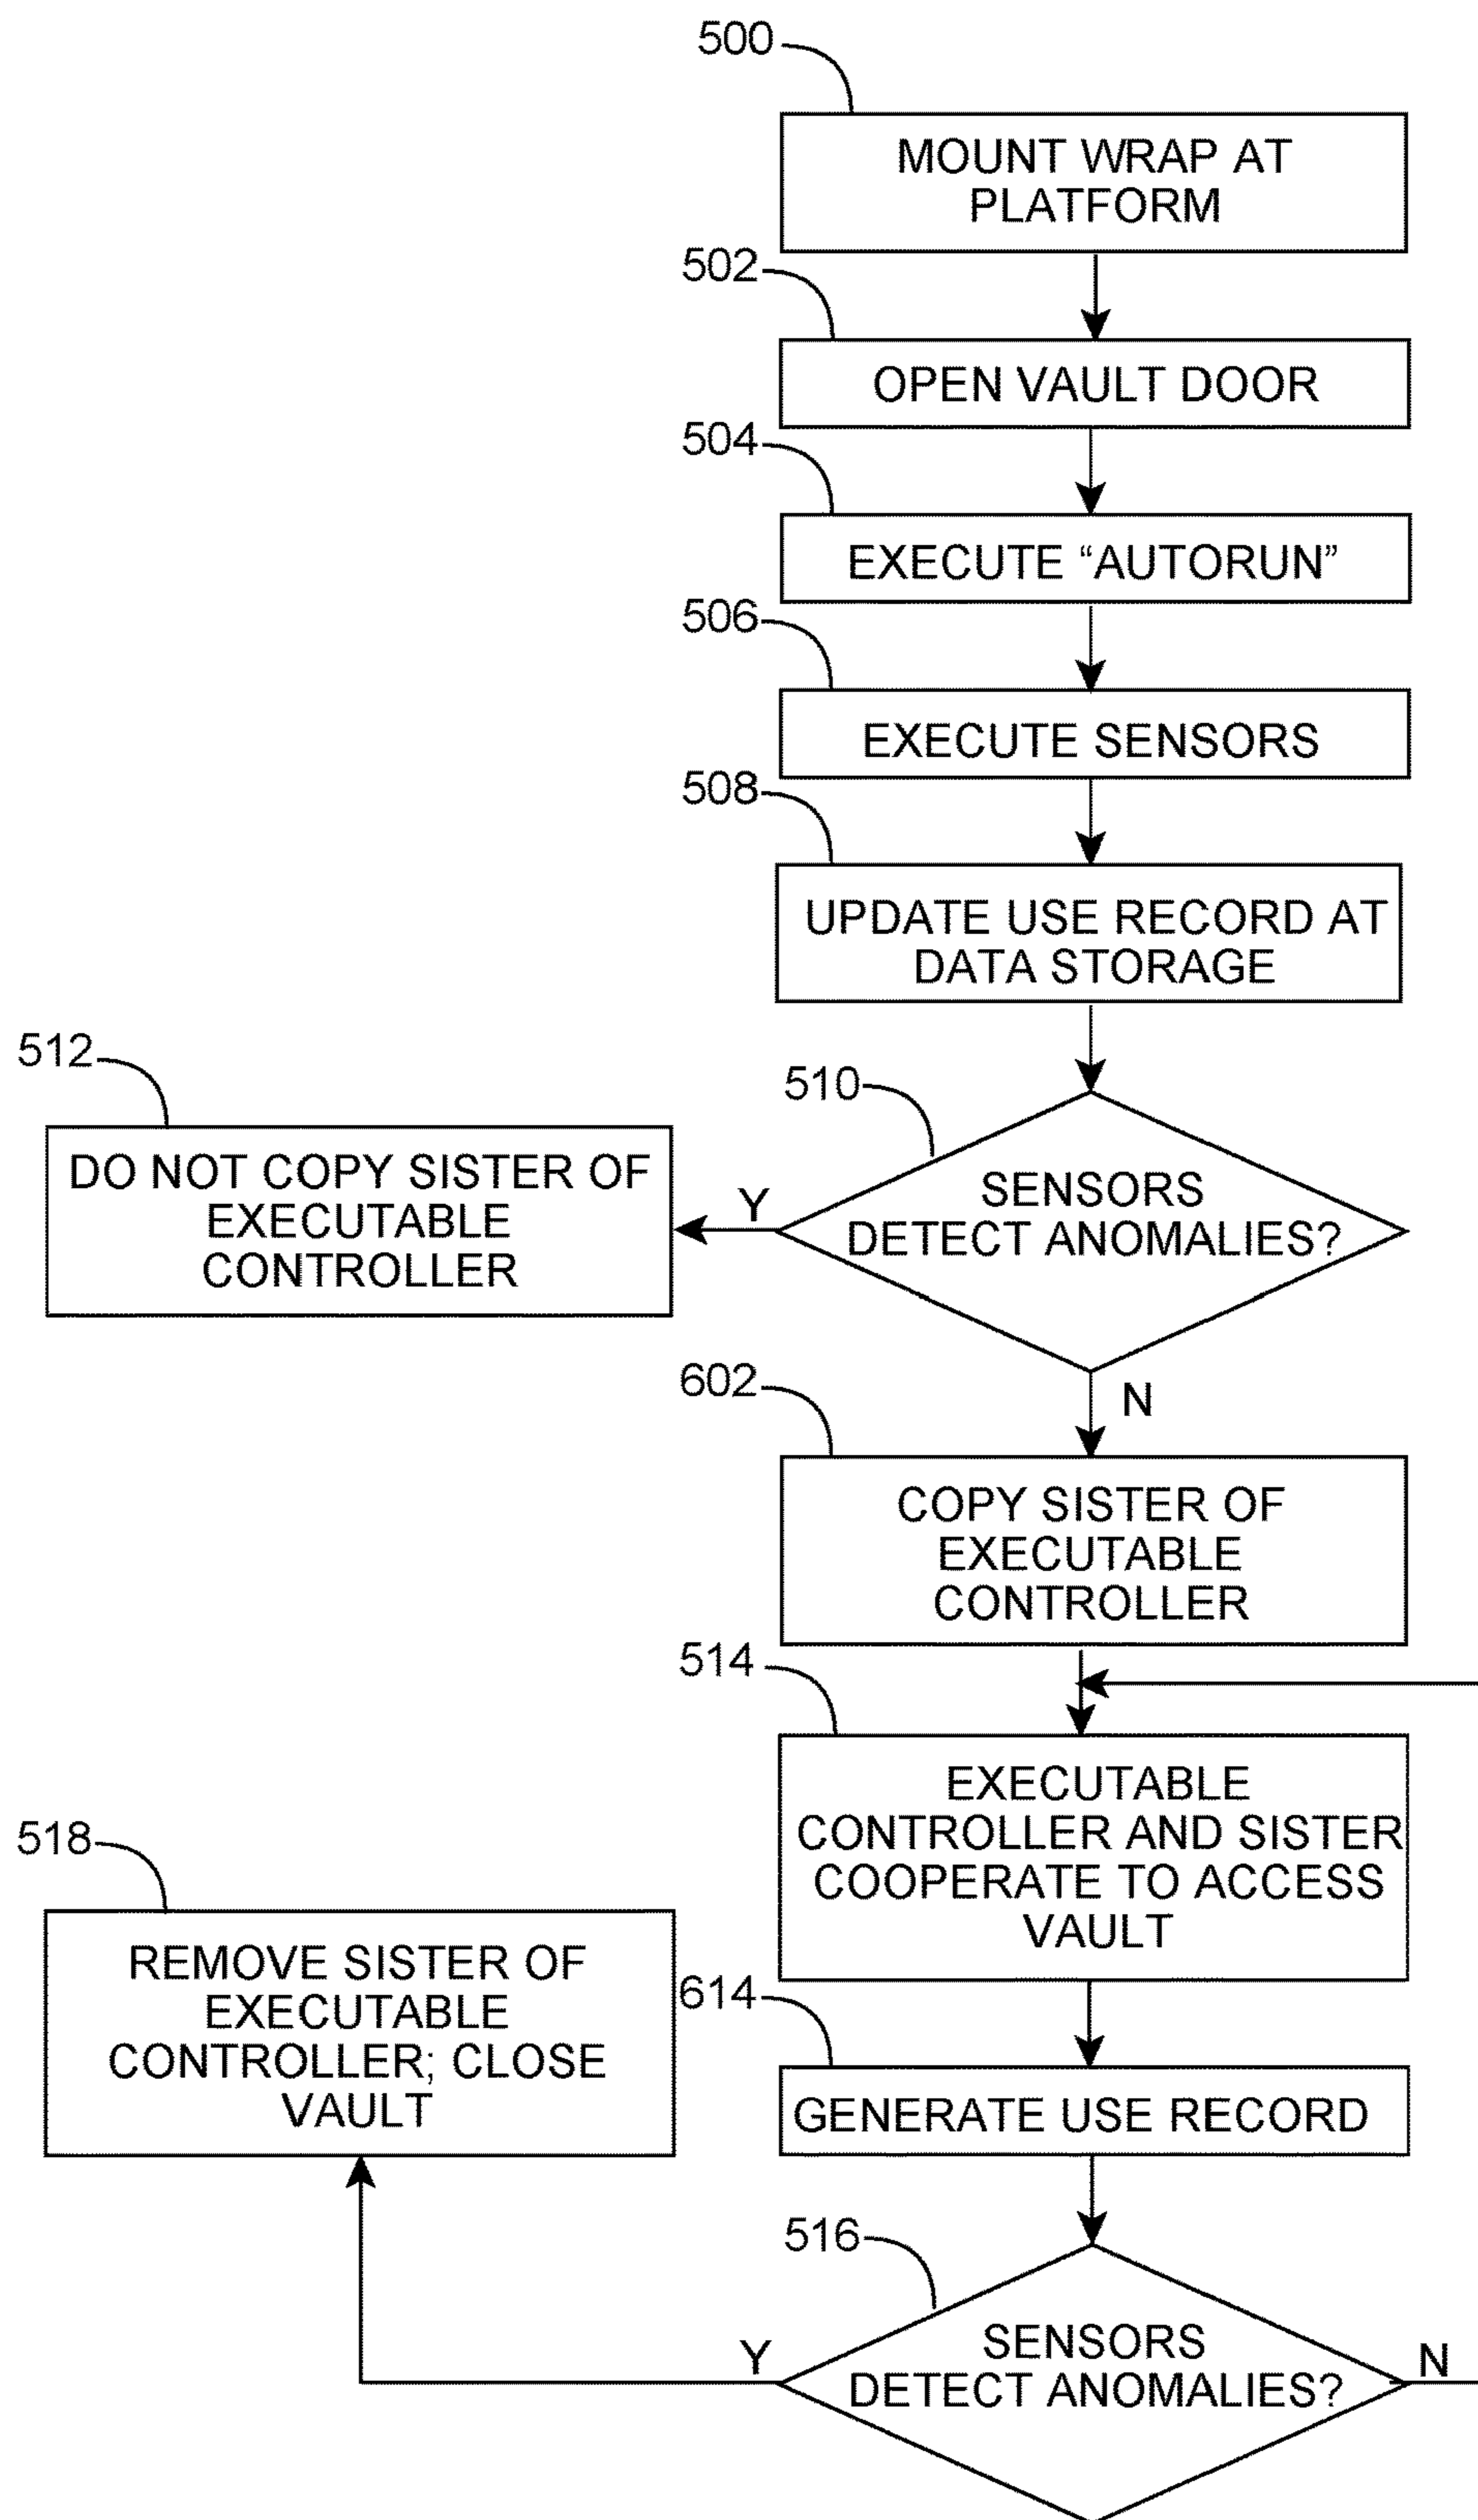 500
MOUNT WRAP AT
PLATFORM
502
OPEN VAULT DOOR
504
EXECUTE “AUTORUN”
506
EXECUTE SENSORS
508
UPDATE USE RECORD AT
DATA STORAGE
512
510
DO NOT COPY SISTER OF
EXECUTABLE
CONTROLLER
Y
SENSORS
DETECT ANOMALIES?
602
N
COPY SISTER OF
EXECUTABLE
CONTROLLER
514
EXECUTABLE
CONTROLLER AND SISTER
COOPERATE TO ACCESS
VAULT
518
REMOVE SISTER OF
EXECUTABLE
CONTROLLER; CLOSE
VAULT
614
GENERATE USE RECORD
516
Y
SENSORS
DETECT ANOMALIES?
N